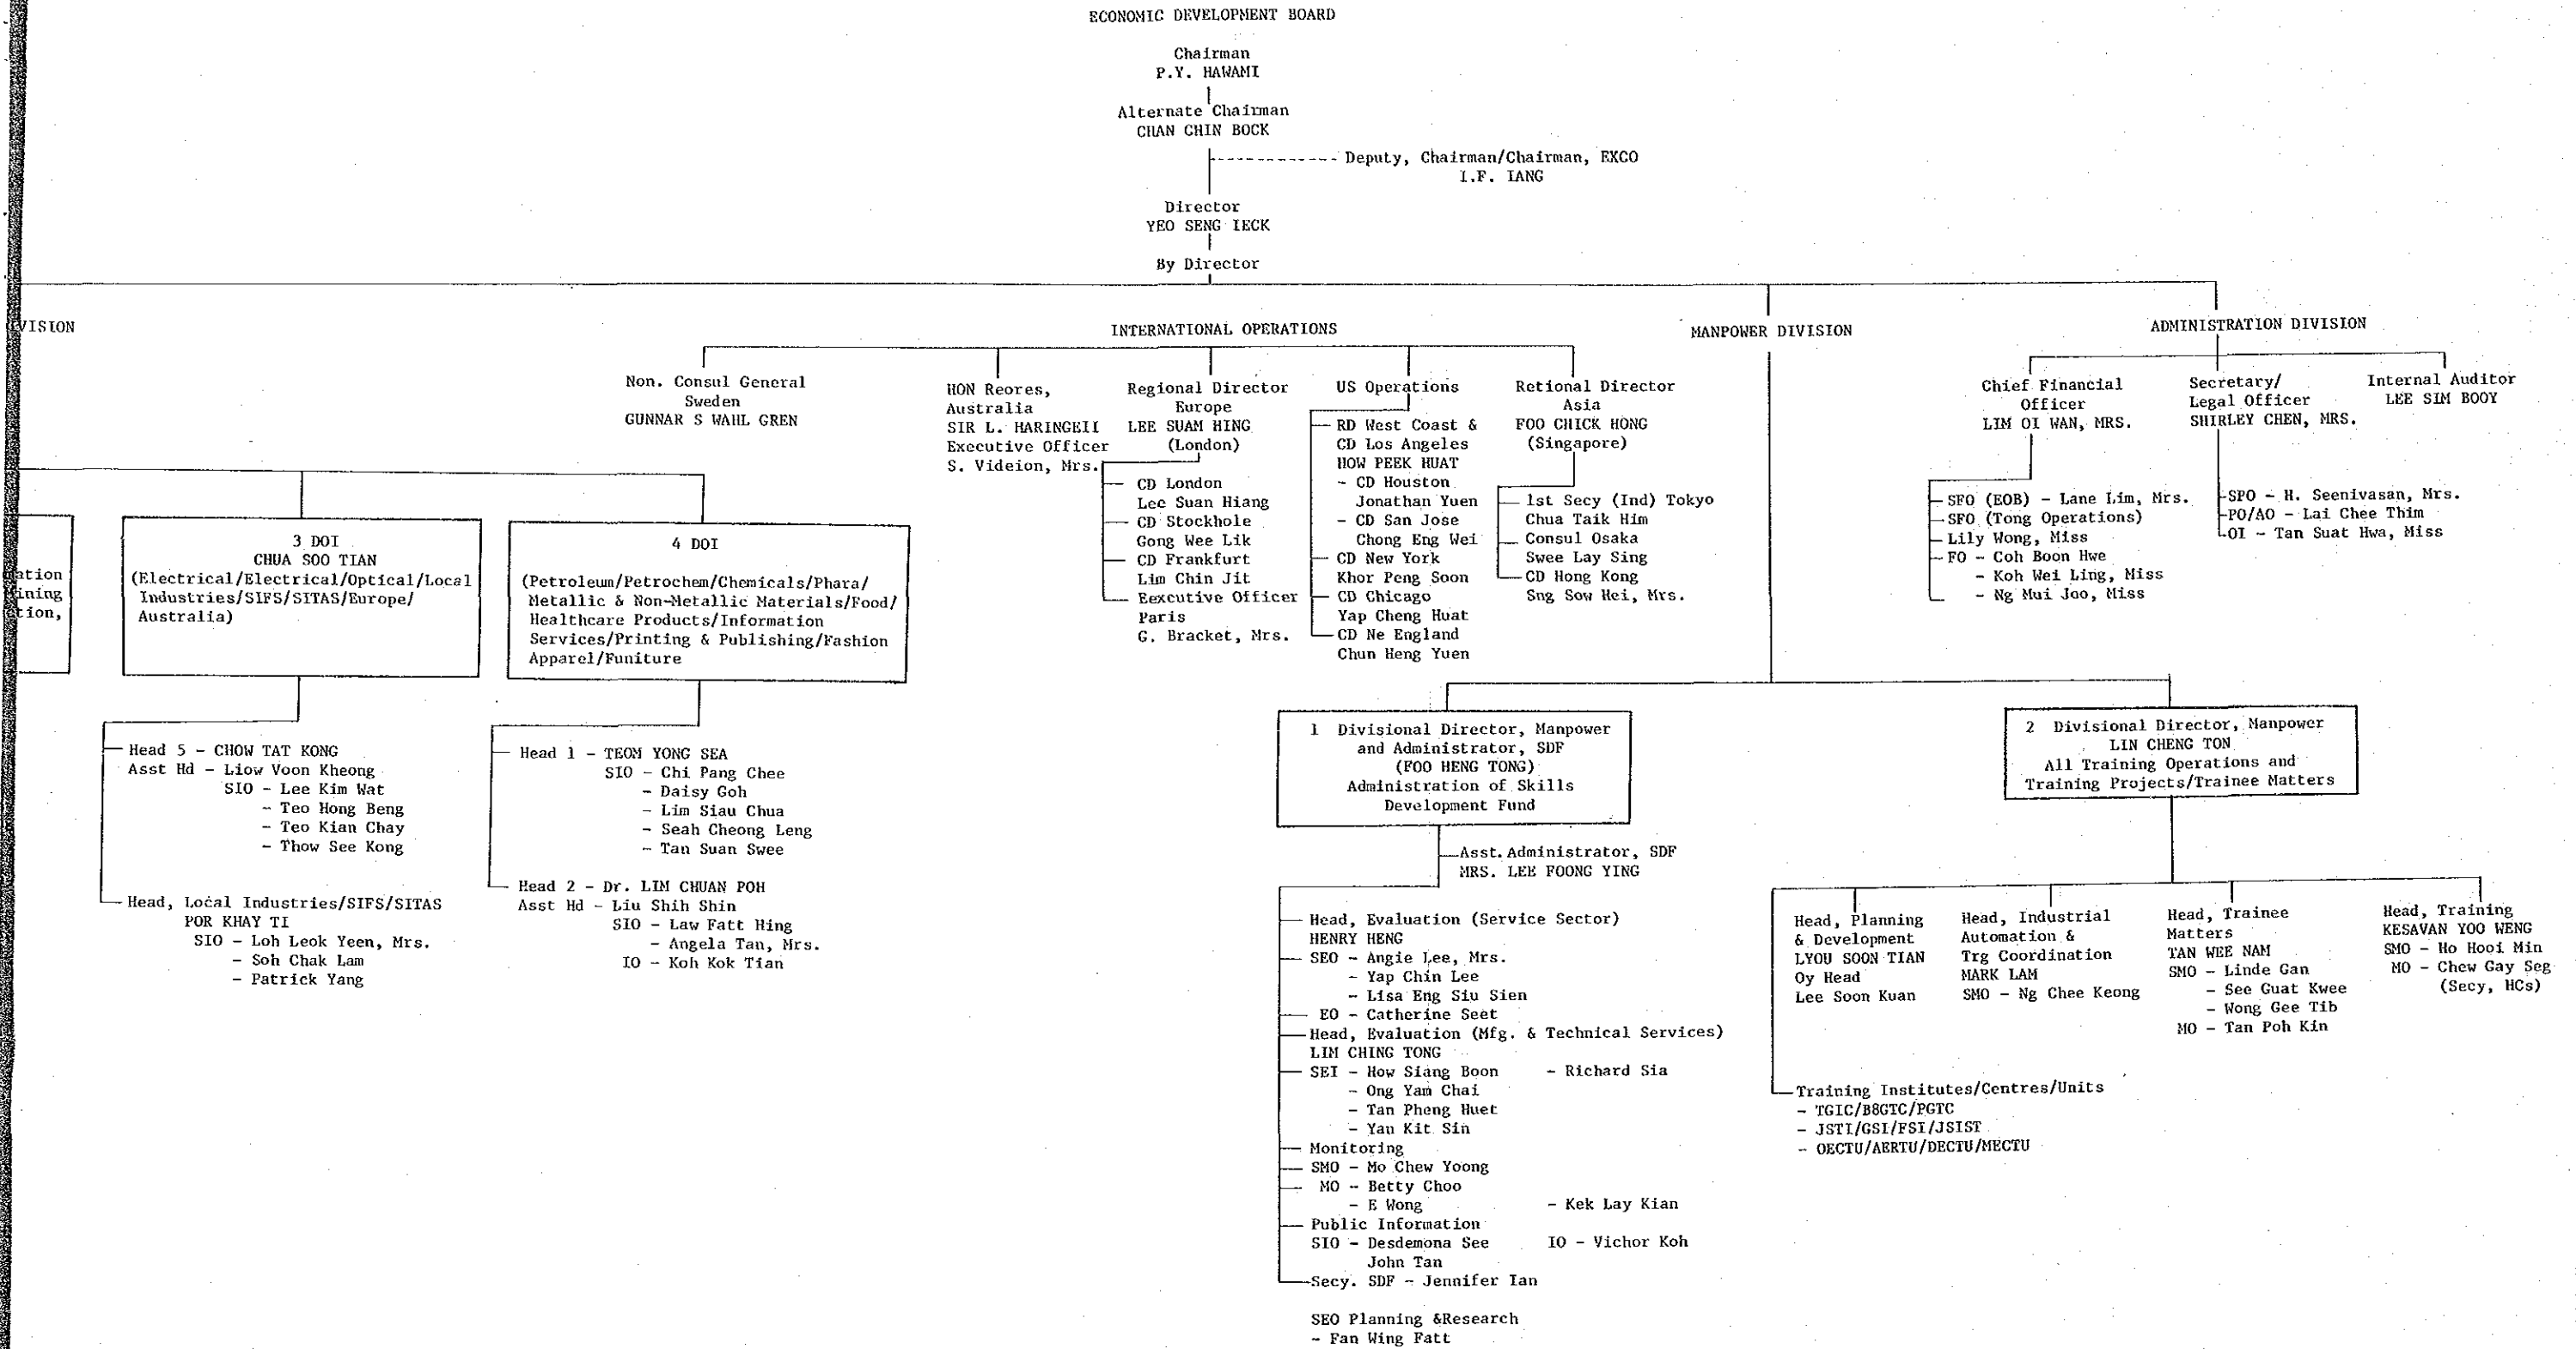 ECONOMIC DEVELOPMENT BOARD
Chairman
P.Y. HAWAMI
Alternate Chairman
CHAN CHIN BOCK
Deputy, Chairman/Chairman, EXCO
I.F. IANG
Director
YEO SENG IECK
By Director
VISION
INTERNATIONAL OPERATIONS
MANPOWER DIVISION
ADMINISTRATION DIVISION
Non. Consul General
Sweden
GUNNAR S WAHL GREN
HON Reores,
Australia
SIR L. HARINGEII
Executive Officer
S. Videion, Mrs.
Regional Director
Europe
LEE SUAM HING
(London)
CD London
Lee Suan Hiang
CD Stockhole
Gong Wee Lik
CD Frankfurt
Lim Chin Jit
Eexcutive Officer
Paris
G. Bracket, Mrs.
US Operations
RD West Coast &
CD Los Angeles
HOW PEEK HUAT
- CD Houston
Jonathan Yuen
- CD San Jose
Chong Eng Wei
CD New York
Khor Peng Soon
CD Chicago
Yap Cheng Huat
CD Ne England
Chun Heng Yuen
Retional Director
Asia
FOO CHICK HONG
(Singapore)
1st Secy (Ind) Tokyo
Chua Taik Him
Consul Osaka
Swee Lay Sing
CD Hong Kong
Sng Sow Hei, Mrs.
Chief Financial
Officer
LIM OI WAN, MRS.
SFO (EOB) - Lane Lim, Mrs.
SFO (Tong Operations)
Lily Wong, Miss
FO - Coh Boon Hwe
- Koh Wei Ling, Miss
- Ng Mui Joo, Miss
Secretary/
Legal Officer
SHIRLEY CHEN, MRS.
SPO - H. Seenivasan, Mrs.
PO/AO - Lai Chee Thim
OI - Tan Suat Hwa, Miss
Internal Auditor
LEE SIM BOOY
ation
ining
tion,
3 DOI
CHUA SOO TIAN
(Electrical/Electrical/Optical/Local
Industries/SIFS/SITAS/Europe/
Australia)
4 DOI
(Petroleum/Petrochem/Chemicals/Phara/
Metallic & Non-Metallic Materials/Food/
Healthcare Products/Information
Services/Printing & Publishing/Fashion
Apparel/Funiture
Head 5 - CHOW TAT KONG
Asst Hd - Liow Voon Kheong
SIO - Lee Kim Wat
- Teo Hong Beng
- Teo Kian Chay
- Thow See Kong
Head, Local Industries/SIFS/SITAS
POR KHAY TI
SIO - Loh Leok Yeen, Mrs.
- Soh Chak Lam
- Patrick Yang
Head 1 - TEOM YONG SEA
SIO - Chi Pang Chee
- Daisy Goh
- Lim Siau Chua
- Seah Cheong Leng
- Tan Suan Swee
Head 2 - Dr. LIM CHUAN POH
Asst Hd - Liu Shih Shin
SIO - Law Fatt Hing
- Angela Tan, Mrs.
IO - Koh Kok Tian
1 Divisional Director, Manpower
and Administrator, SDF
(FOO HENG TONG)
Administration of Skills
Development Fund
Asst. Administrator, SDF
MRS. LEE FOONG YING
Head, Evaluation (Service Sector)
HENRY HENG
SEO - Angie Lee, Mrs.
- Yap Chin Lee
- Lisa Eng Siu Sien
EO - Catherine Seet
Head, Evaluation (Mfg. & Technical Services)
LIM CHING TONG
SEI - How Siang Boon - Richard Sia
- Ong Yam Chai
- Tan Pheng Huet
- Yau Kit Sin
Monitoring
SMO - Mo Chew Yoong
MO - Betty Choo
- E Wong - Kek Lay Kian
Public Information
SIO - Desdemona See IO - Vichor Koh
John Tan
Secy. SDF - Jennifer Ian
SEO Planning &Research
- Fan Wing Fatt
2 Divisional Director, Manpower
LIN CHENG TON
All Training Operations and
Training Projects/Trainee Matters
Head, Planning
& Development
LYOU SOON TIAN
Oy Head
Lee Soon Kuan
Head, Industrial
Automation &
Trg Coordination
MARK LAM
SMO - Ng Chee Keong
Head, Trainee
Matters
TAN WEE NAM
SMO - Linde Gan
- See Guat Kwee
- Wong Gee Tib
MO - Tan Poh Kin
Head, Training
KESAVAN YOO WENG
SMO - Ho Hooi Min
MO - Chew Gay Seg
(Secy, HCs)
Training Institutes/Centres/Units
- TGIC/B8GTC/PGTC
- JSTI/GSI/FSI/JSIST
- OECTU/AERTU/DECTU/MECTU